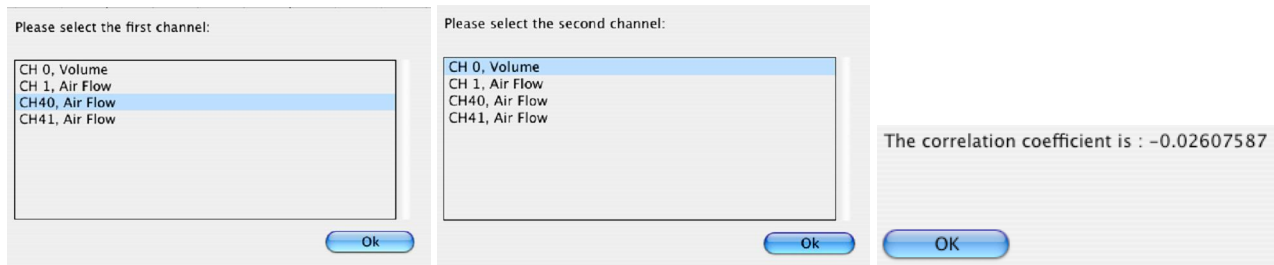 Please select the first channel:
CH 0, Volume
CH 1, Air Flow
CH40, Air Flow
CH41, Air Flow
Ok
Please select the second channel:
CH 0, Volume
CH 1, Air Flow
CH40, Air Flow
CH41, Air Flow
Ok
The correlation coefficient is : -0.02607587
OK